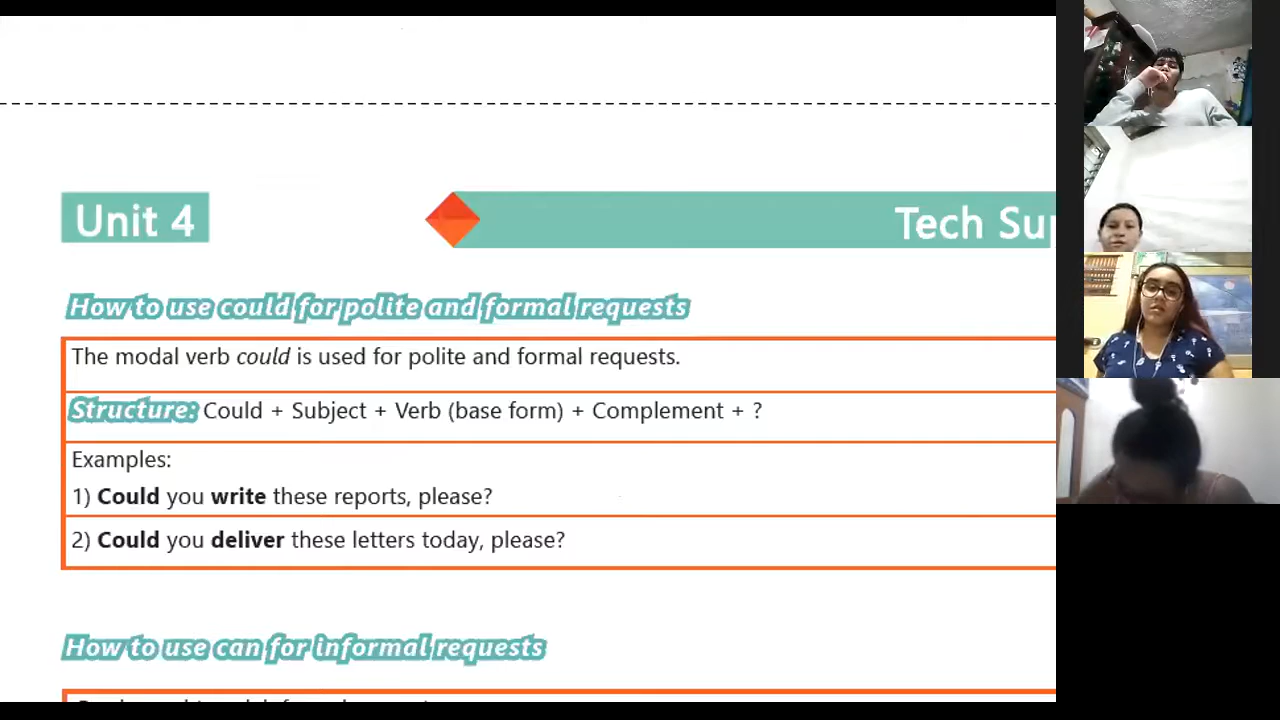 Unit 4
Tech Su
How to use could for polite and formal requests
The modal verb could is used for polite and formal requests.
Structure: Could + Subject + Verb (base form) + Complement + ?
Examples:
1) Could you write these reports, please?
2) Could you deliver these letters today, please?
How to use can for informal requests